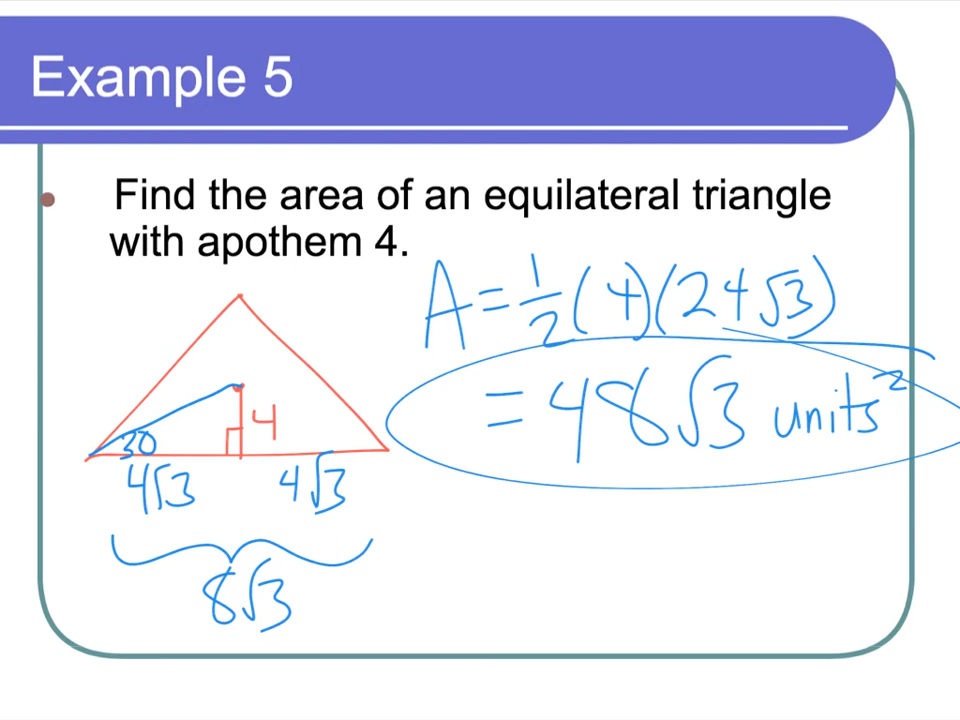 Example 5
Find the area of an equilateral triangle
with apothem 4.
A = 1/2 (4)(24√3)
= 48√3 units²
4
30
4√3 4√3
8√3